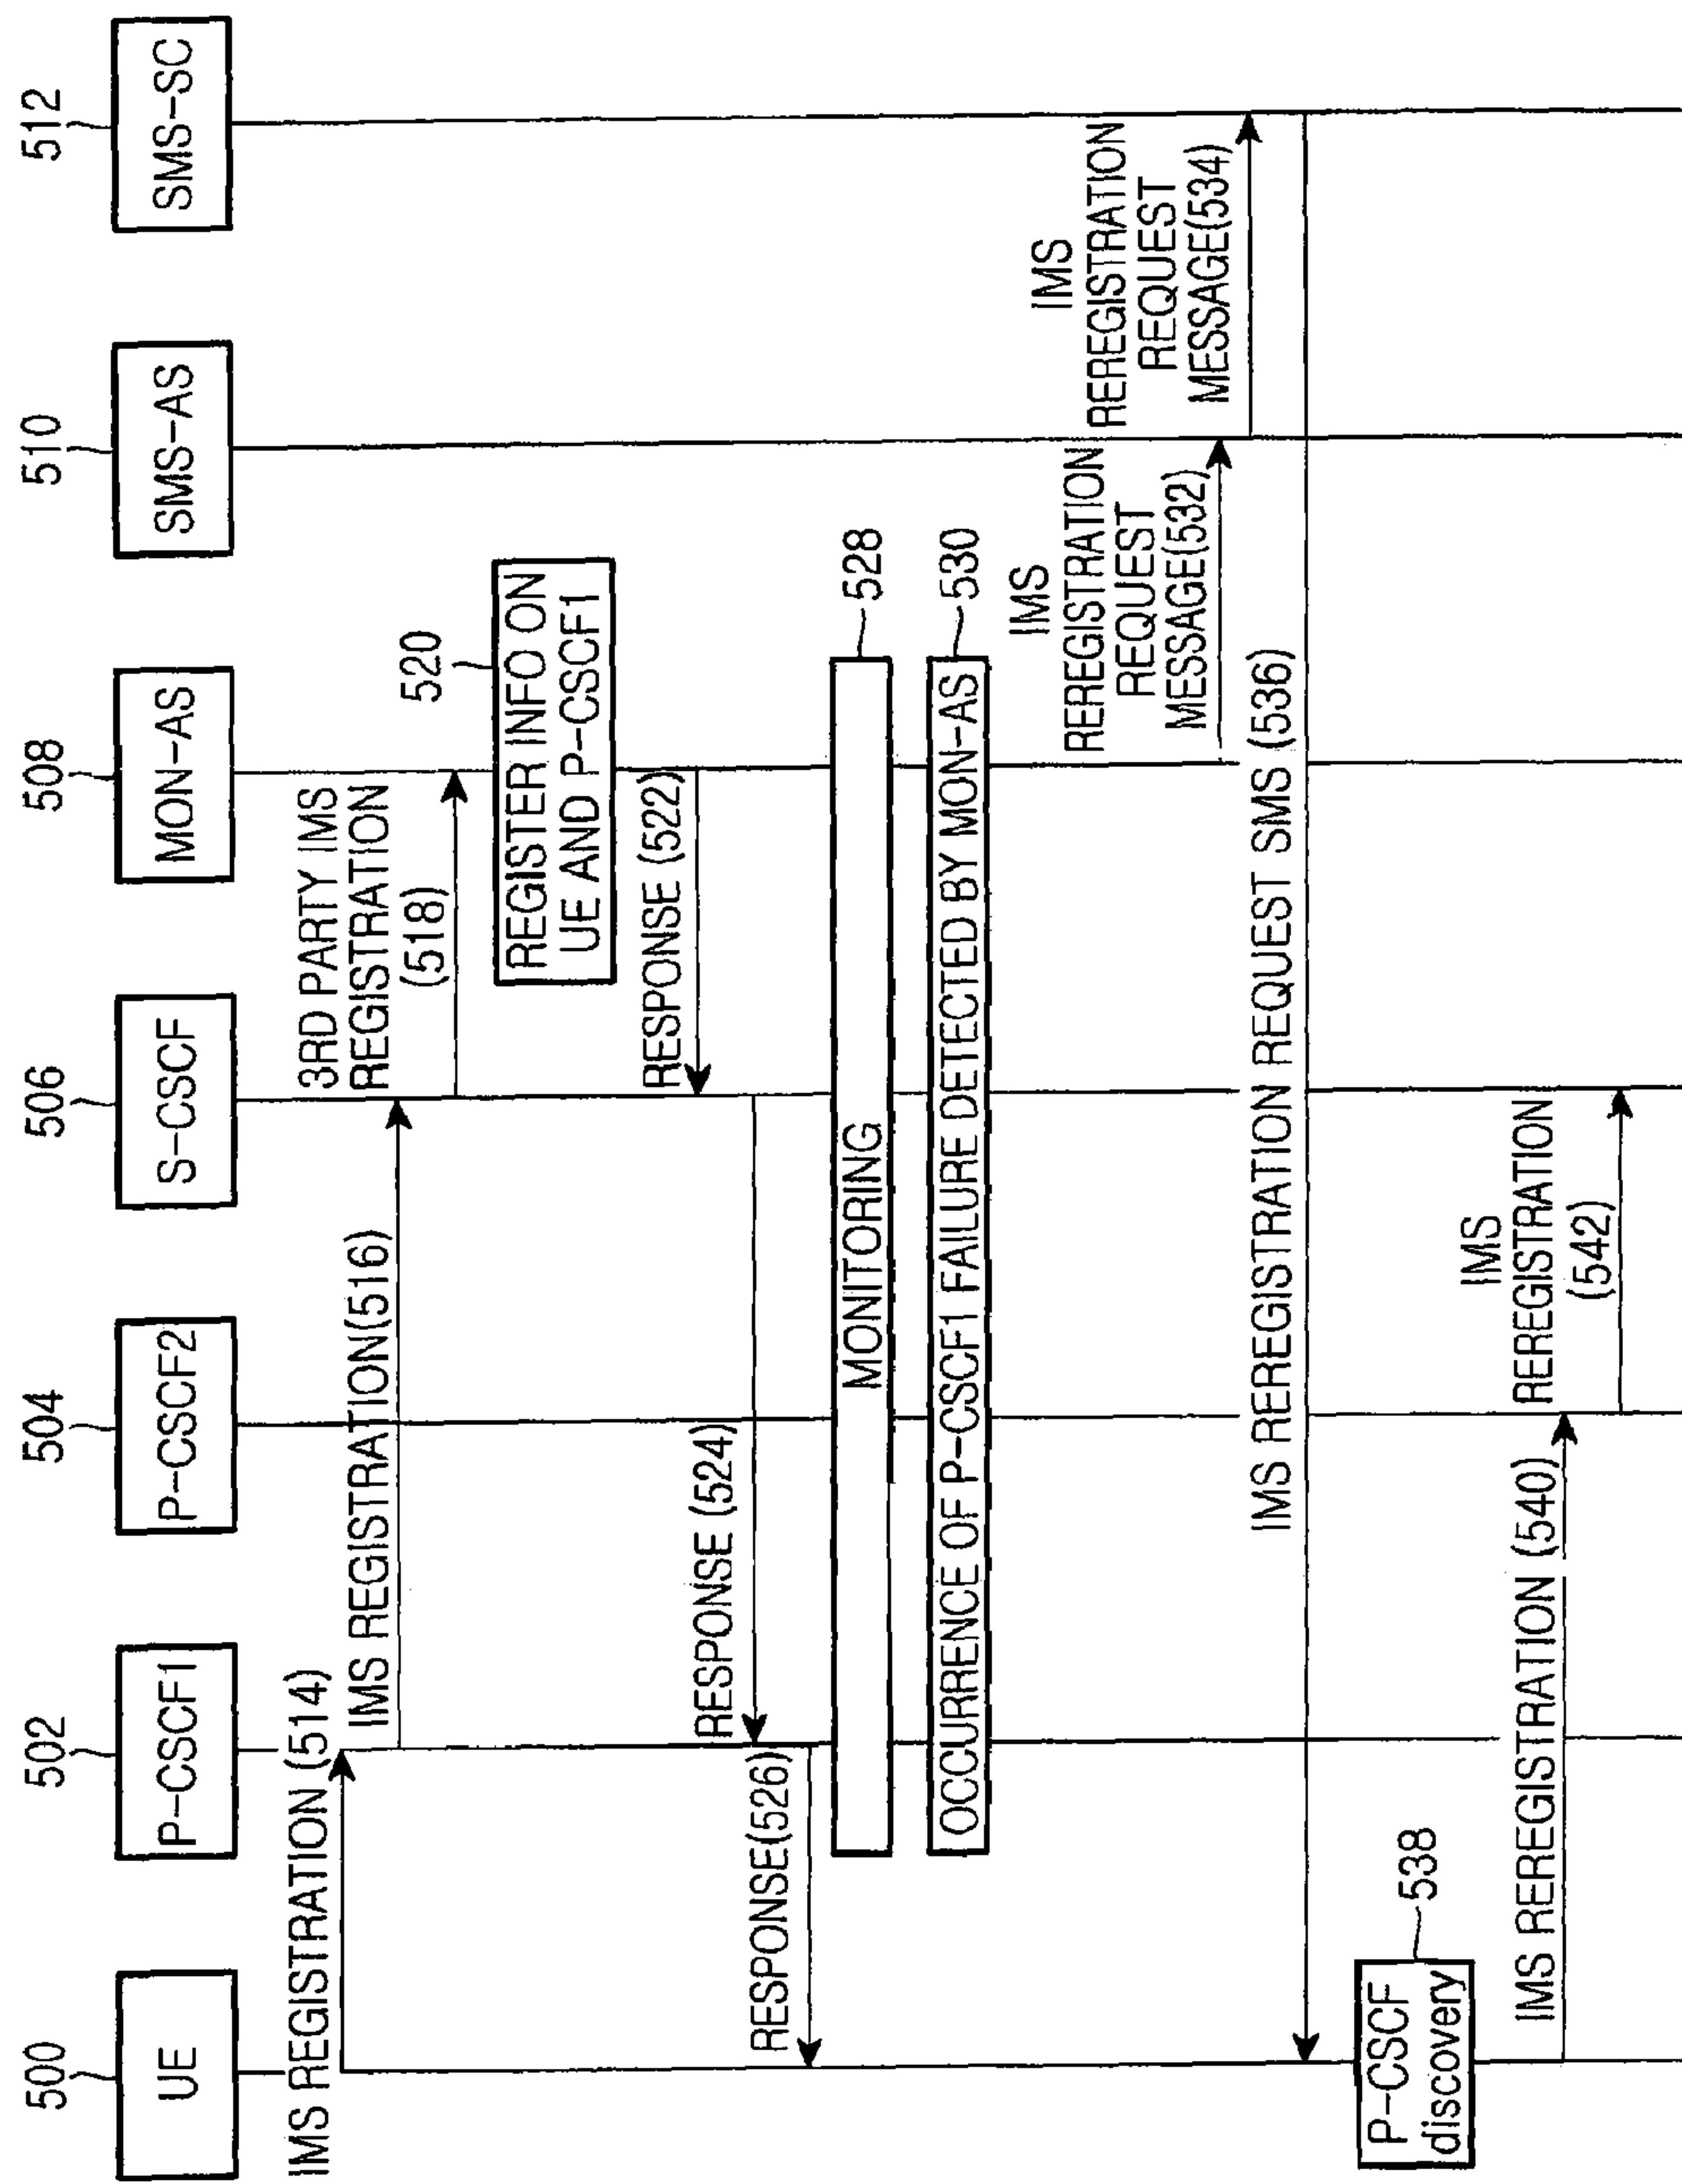 500
502
504
506
508
510
512
UE
P-CSCF1
P-CSCF2
S-CSCF
MON-AS
SMS-AS
SMS-SC
IMS REGISTRATION (514)
IMS REGISTRATION(516)
3RD PARTY IMS
REGISTRATION
(518)
520
REGISTER INFO ON
UE AND P-CSCF1
RESPONSE (522)
RESPONSE (524)
RESPONSE(526)
MONITORING
528
OCCURRENCE OF P-CSCF1 FAILURE DETECTED BY MON-AS
530
IMS
REREGISTRATION
REQUEST
MESSAGE(532)
IMS
REREGISTRATION
REQUEST
MESSAGE(534)
IMS REREGISTRATION REQUEST SMS (536)
P-CSCF
discovery
538
IMS REREGISTRATION (540)
IMS
REREGISTRATION
(542)